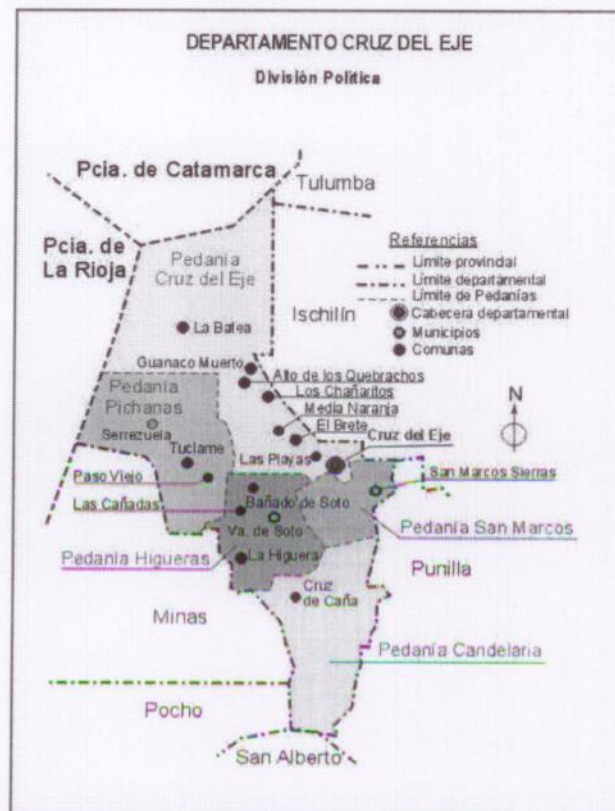 DEPARTAMENTO CRUZ DEL EJE
División Política
Pcia. de Catamarca
Tulumba
Pcia. de
La Rioja
Pedanía
Cruz del Eje
Referencias
Límite provincial
Límite departamental
Límite de Pedanías
Cabecera departamental
Municipios
Comunas
Ischilín
La Batea
Guanaco Muerto
Alto de los Quebrachos
Los Chañaritos
Media Naranja
El Brete
Cruz del Eje
Las Playas
N
Pedanía
Pichanas
Serrezuela
Tuclame
Paso Viejo
Las Cañadas
Bañado de Soto
Va. de Soto
San Marcos Sierras
Pedanía San Marcos
Pedanía Higueras
La Higuera
Punilla
Cruz
de Caña
Minas
Pedanía Candelaria
Pocho
San Alberto